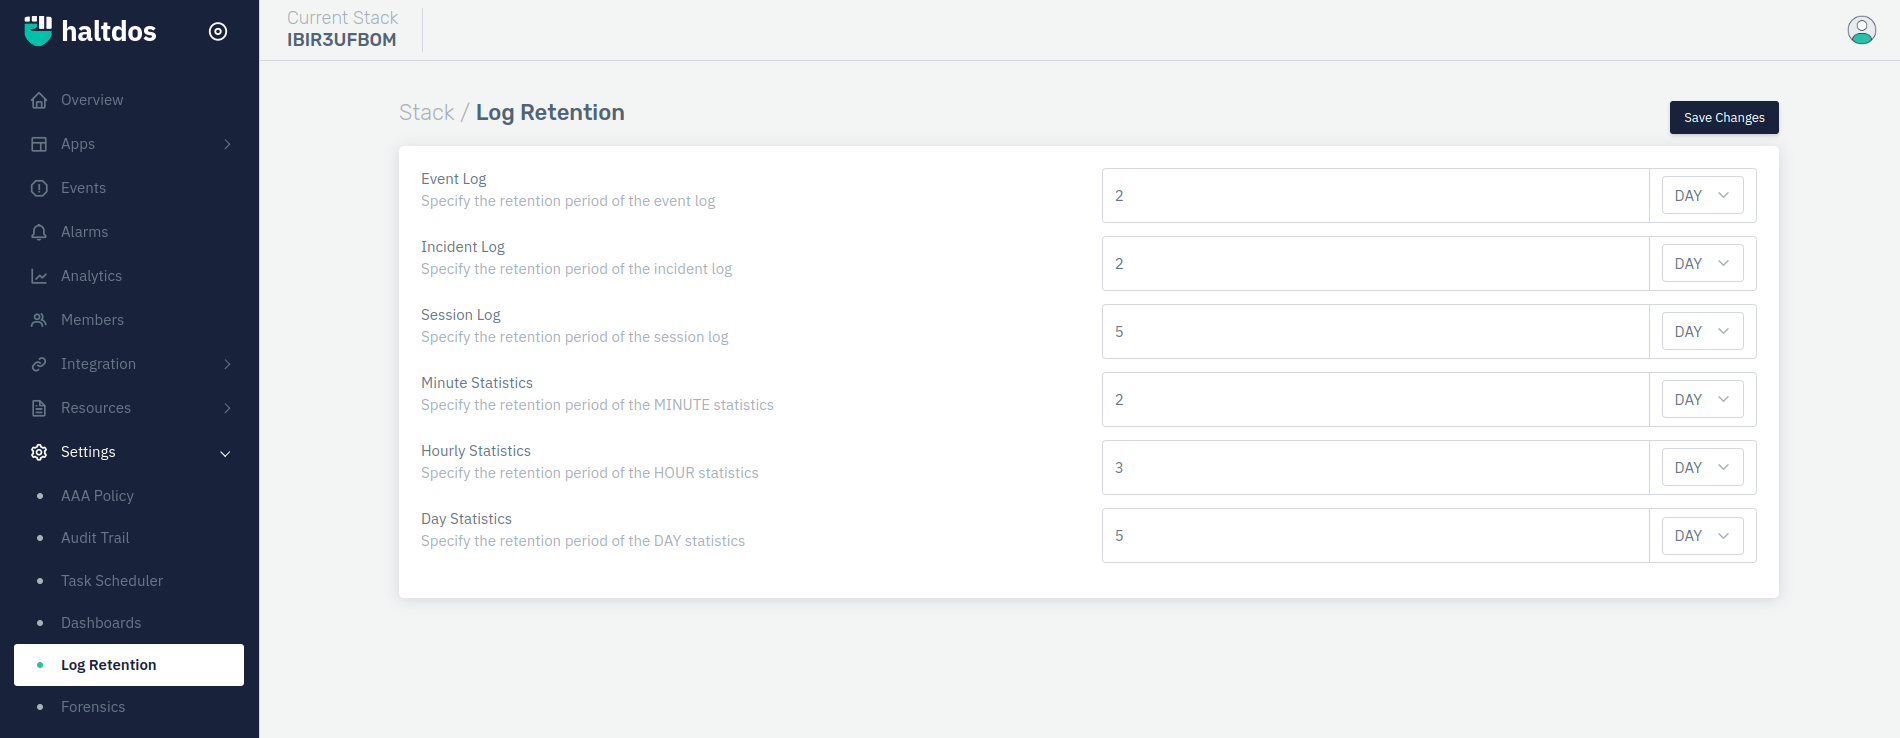 haltdos
Current Stack
IBIR3UFBOM
Overview
Apps
Events
Alarms
Analytics
Members
Integration
Resources
Settings
AAA Policy
Audit Trail
Task Scheduler
Dashboards
Log Retention
Forensics
Stack / Log Retention
Save Changes
Event Log
Specify the retention period of the event log
2 DAY
Incident Log
Specify the retention period of the incident log
2 DAY
Session Log
Specify the retention period of the session log
5 DAY
Minute Statistics
Specify the retention period of the MINUTE statistics
2 DAY
Hourly Statistics
Specify the retention period of the HOUR statistics
3 DAY
Day Statistics
Specify the retention period of the DAY statistics
5 DAY